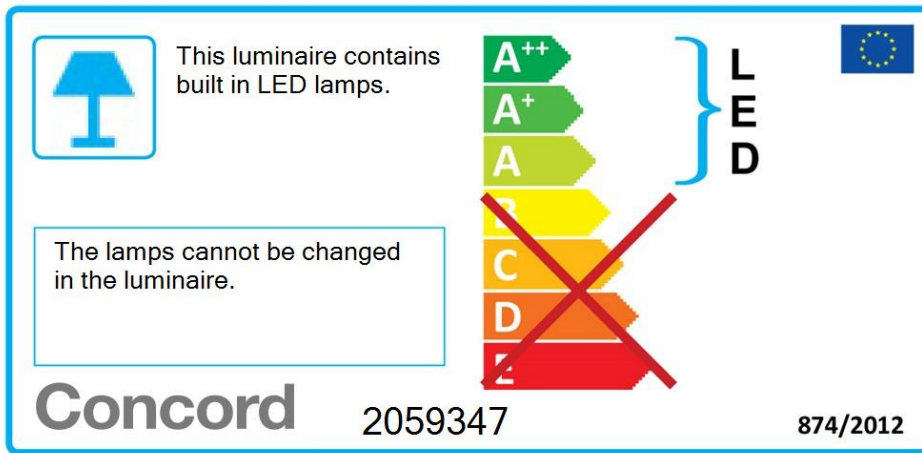 This luminaire contains
built in LED lamps.
A++
A+
A
L
E
D
B
C
D
E
The lamps cannot be changed
in the luminaire.
Concord
2059347
874/2012